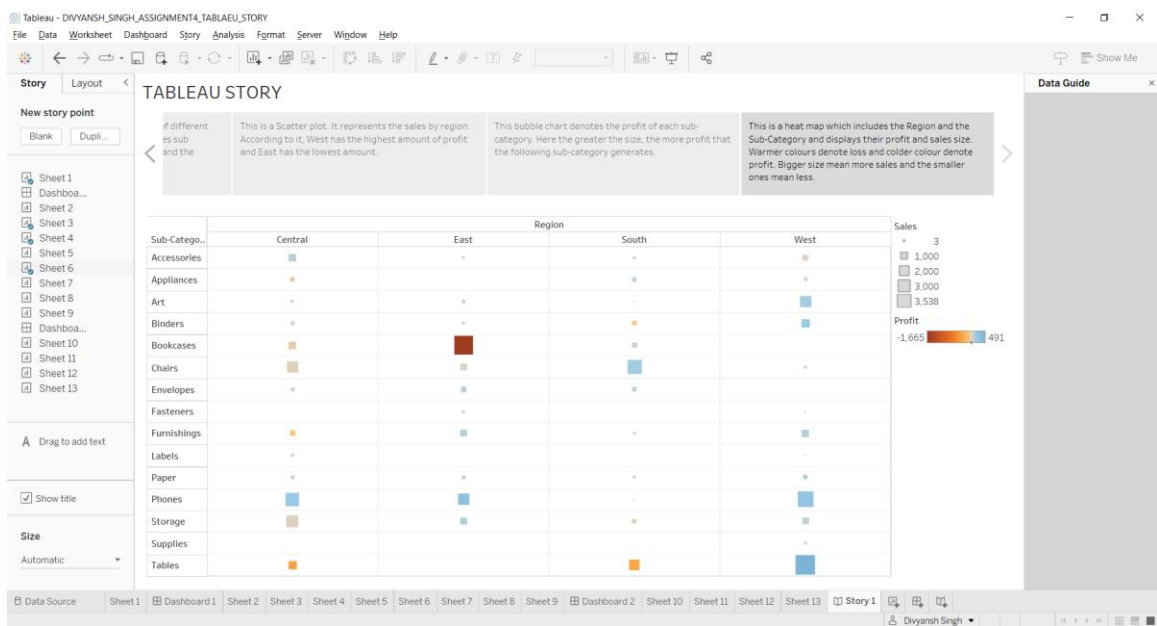 Tableau - DIVYANSH_SINGH_ASSIGNMENT4_TABLAEU_STORY
File Data Worksheet Dashboard Story Analysis Format Server Window Help
Show Me
Story Layout
Data Guide
New story point
Blank Dupli...
TABLEAU STORY
of different
es sub
and the
This is a Scatter plot. It represents the sales by region.
According to it, West has the highest amount of profit
and East has the lowest amount.
This bubble chart denotes the profit of each sub-
category. Here the greater the size, the more profit that
the following sub-category generates.
This is a heat map which includes the Region and the
Sub-Category and displays their profit and sales size.
Warmer colours denote loss and colder colour denote
profit. Bigger size mean more sales and the smaller
ones mean less.
Sheet 1
Dashboa...
Sheet 2
Sheet 3
Sheet 4
Sheet 5
Sheet 6
Sheet 7
Sheet 8
Sheet 9
Dashboa...
Sheet 10
Sheet 11
Sheet 12
Sheet 13
A Drag to add text
Show title
Size
Automatic
Region
Sub-Catego.. Central East South West
Accessories
Appliances
Art
Binders
Bookcases
Chairs
Envelopes
Fasteners
Furnishings
Labels
Paper
Phones
Storage
Supplies
Tables
Sales
3
1,000
2,000
3,000
3,538
Profit
-1,665 491
Data Source Sheet 1 Dashboard 1 Sheet 2 Sheet 3 Sheet 4 Sheet 5 Sheet 6 Sheet 7 Sheet 8 Sheet 9 Dashboard 2 Sheet 10 Sheet 11 Sheet 12 Sheet 13 Story 1
Divyansh Singh